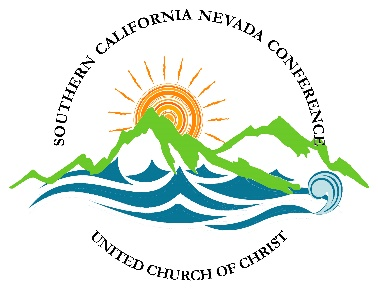 SOUTHERN CALIFORNIA NEVADA CONFERENCE
UNITED CHURCH OF CHRIST